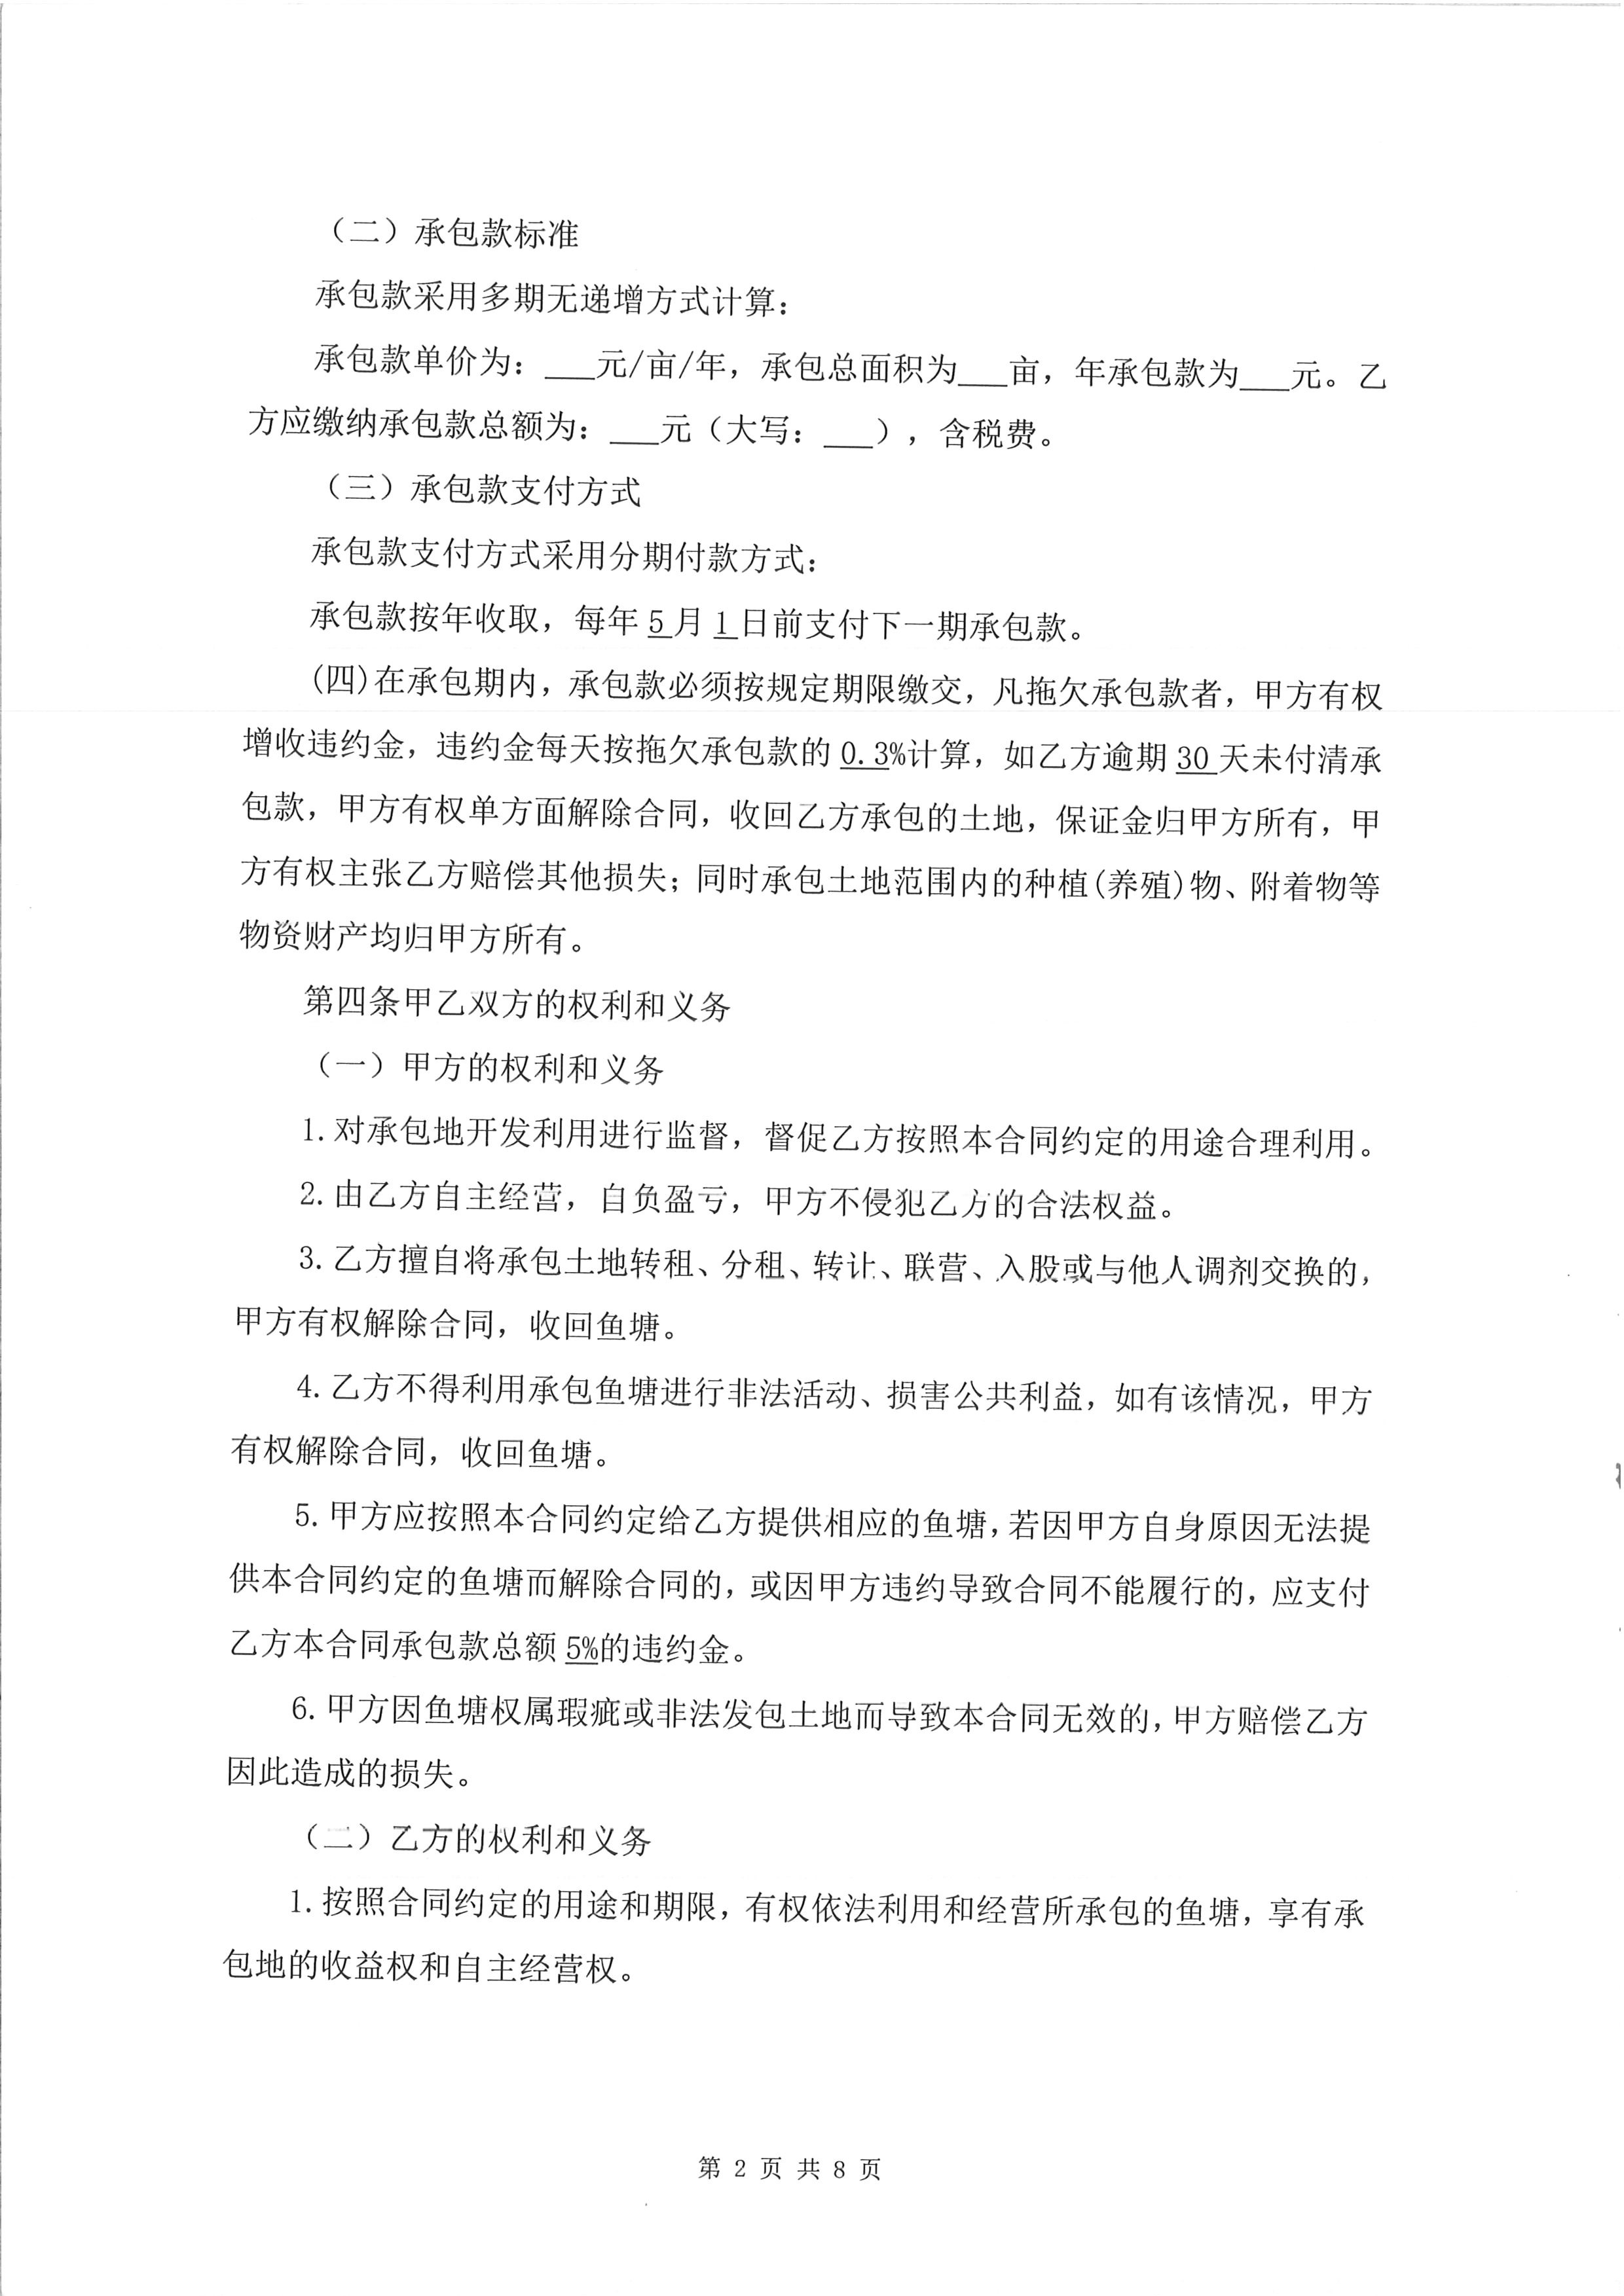 （二）承包款标准
承包款采用多期无递增方式计算：
承包款单价为：___元/亩/年，承包总面积为___亩，年承包款为___元。乙
方应缴纳承包款总额为：___元（大写：___），含税费。
（三）承包款支付方式
承包款支付方式采用分期付款方式：
承包款按年收取，每年 5 月 1 日前支付下一期承包款。
(四)在承包期内，承包款必须按规定期限缴交，凡拖欠承包款者，甲方有权
增收违约金，违约金每天按拖欠承包款的 0.3%计算，如乙方逾期 30 天未付清承
包款，甲方有权单方面解除合同，收回乙方承包的土地，保证金归甲方所有，甲
方有权主张乙方赔偿其他损失；同时承包土地范围内的种植(养殖)物、附着物等
物资财产均归甲方所有。
第四条甲乙双方的权利和义务
（一）甲方的权利和义务
1.对承包地开发利用进行监督，督促乙方按照本合同约定的用途合理利用。
2.由乙方自主经营，自负盈亏，甲方不侵犯乙方的合法权益。
3.乙方擅自将承包土地转租、分租、转让、联营、入股或与他人调剂交换的，
甲方有权解除合同，收回鱼塘。
4.乙方不得利用承包鱼塘进行非法活动、损害公共利益，如有该情况，甲方
有权解除合同，收回鱼塘。
5.甲方应按照本合同约定给乙方提供相应的鱼塘，若因甲方自身原因无法提
供本合同约定的鱼塘而解除合同的，或因甲方违约导致合同不能履行的，应支付
乙方本合同承包款总额 5%的违约金。
6.甲方因鱼塘权属瑕疵或非法发包土地而导致本合同无效的，甲方赔偿乙方
因此造成的损失。
（二）乙方的权利和义务
1.按照合同约定的用途和期限，有权依法利用和经营所承包的鱼塘，享有承
包地的收益权和自主经营权。
第 2 页 共 8 页